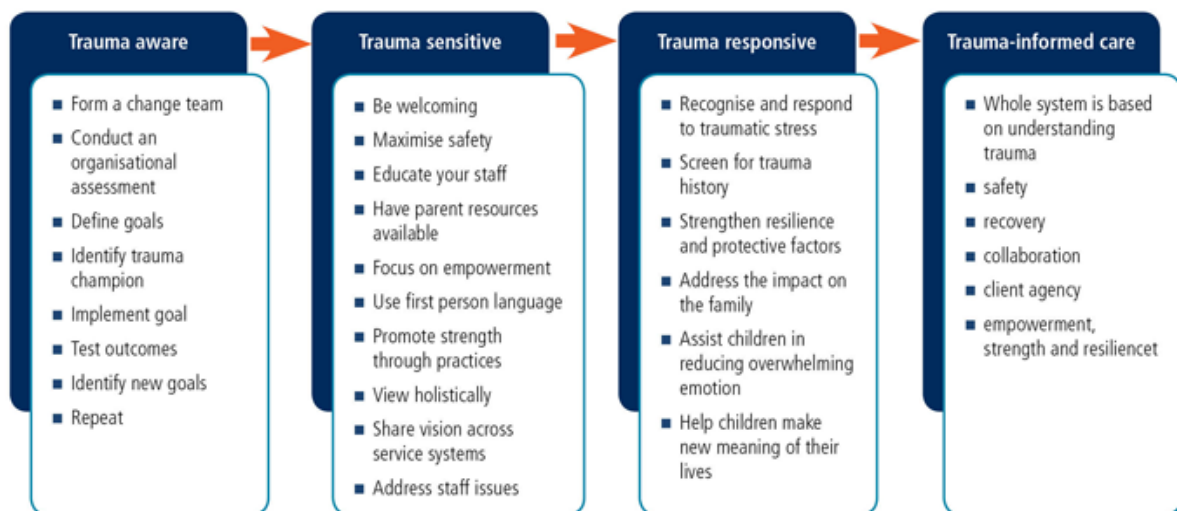 Trauma aware
■ Form a change team
■ Conduct an
organisational
assessment
■ Define goals
■ Identify trauma
champion
■ Implement goal
■ Test outcomes
■ Identify new goals
■ Repeat
Trauma sensitive
■ Be welcoming
■ Maximise safety
■ Educate your staff
■ Have parent resources
available
■ Focus on empowerment
■ Use first person language
■ Promote strength
through practices
■ View holistically
■ Share vision across
service systems
■ Address staff issues
Trauma responsive
■ Recognise and respond
to traumatic stress
■ Screen for trauma
history
■ Strengthen resilience
and protective factors
■ Address the impact on
the family
■ Assist children in
reducing overwhelming
emotion
■ Help children make
new meaning of their
lives
Trauma-informed care
■ Whole system is based
on understanding
trauma
■ safety
■ recovery
■ collaboration
■ client agency
■ empowerment,
strength and resiliencet